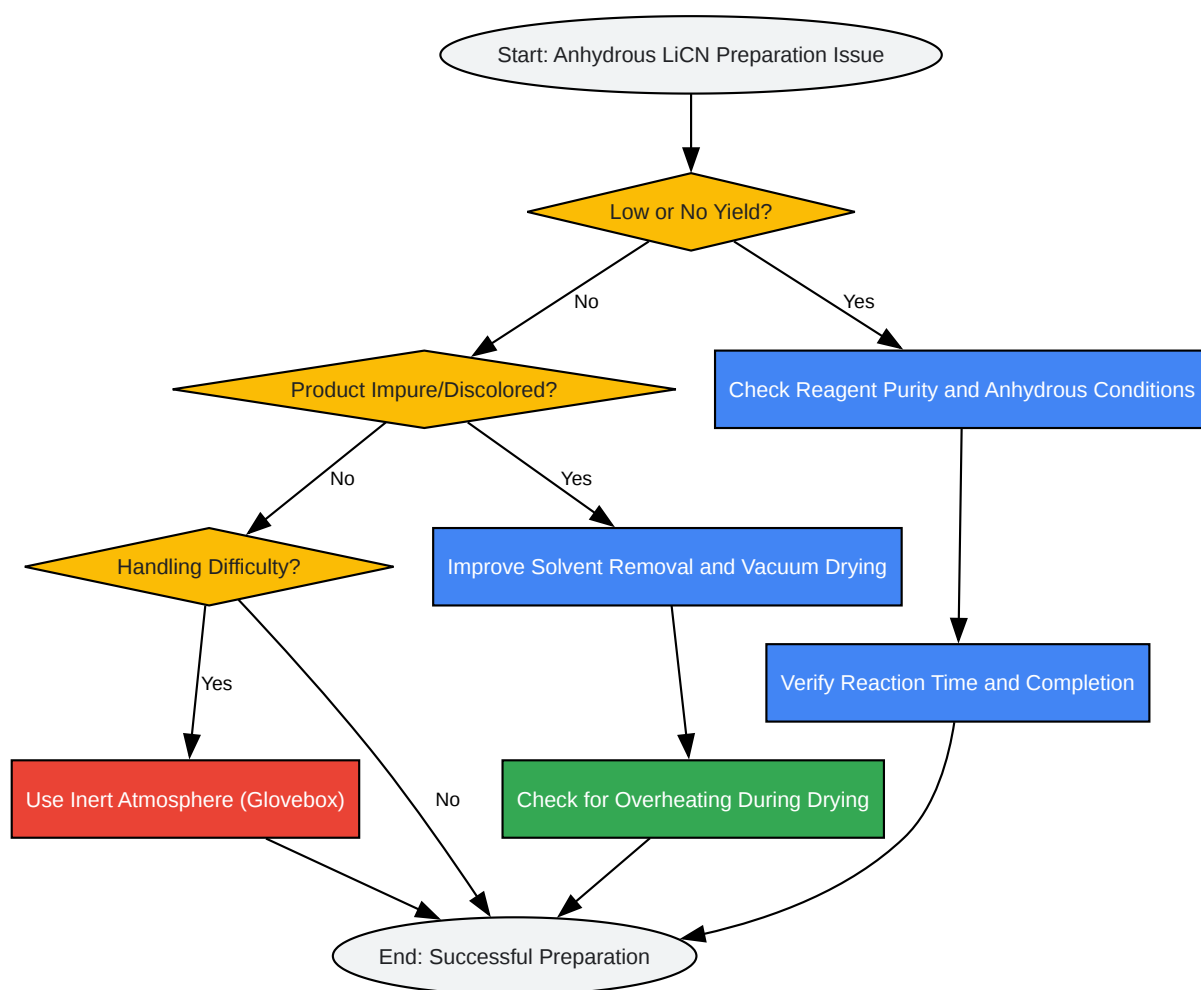 Start: Anhydrous LiCN Preparation Issue
Low or No Yield?
No
Yes
Product Impure/Discolored?
Check Reagent Purity and Anhydrous Conditions
No
Yes
Handling Difficulty?
Improve Solvent Removal and Vacuum Drying
Yes
Verify Reaction Time and Completion
Use Inert Atmosphere (Glovebox)
No
Check for Overheating During Drying
End: Successful Preparation